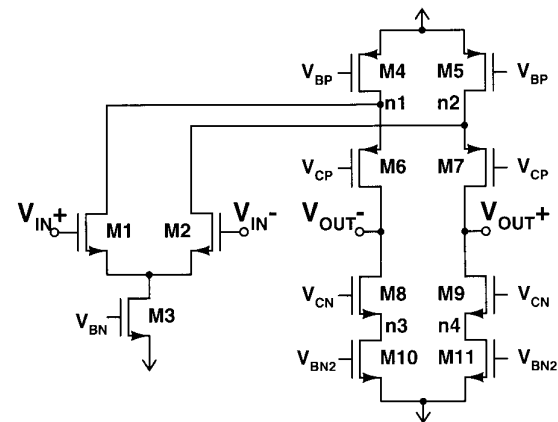 V_BP M4 M5 V_BP
n1 n2
V_CP M6 M7 V_CP
V_IN+ M1 M2 V_IN- V_OUT- V_OUT+
V_BN M3
V_CN M8 M9 V_CN
n3 n4
V_BN2 M10 M11 V_BN2